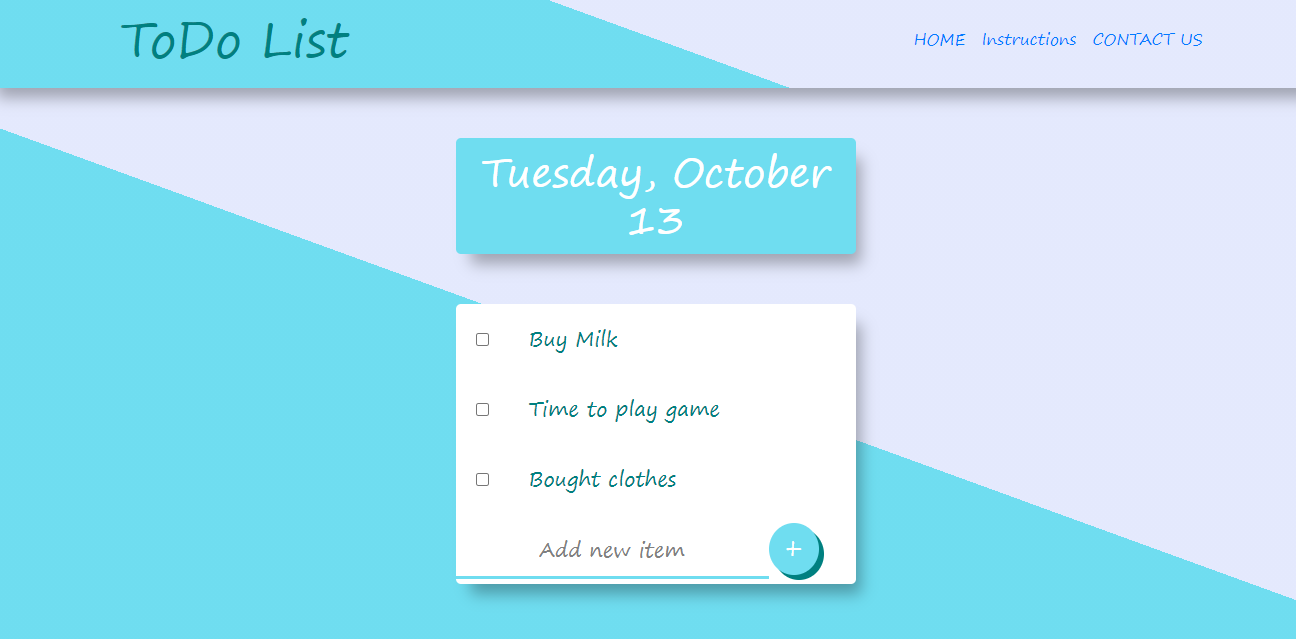 ToDo List
HOME Instructions CONTACT US
Tuesday, October
13
Buy Milk
Time to play game
Bought clothes
Add new item
+